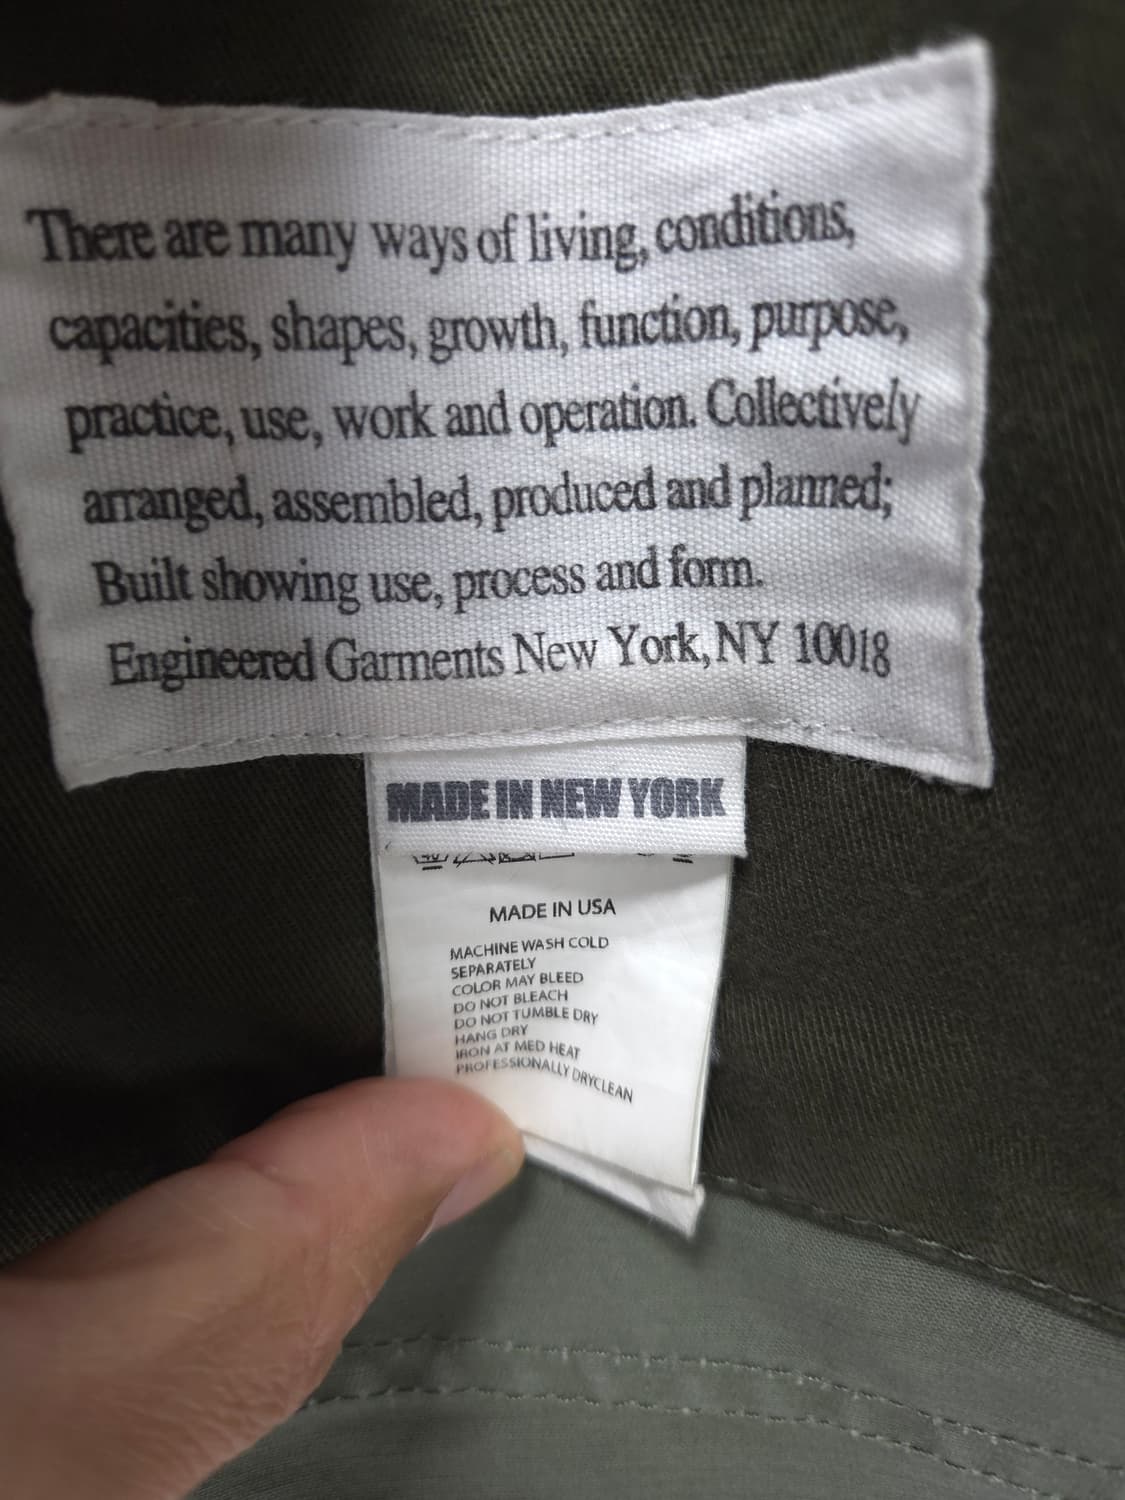 There are many ways of living, conditions,
capacities, shapes, growth, function, purpose,
practice, use, work and operation. Collectively
arranged, assembled, produced and planned;
Built showing use, process and form.
Engineered Garments New York, NY 10018
MADE IN NEW YORK
MADE IN USA
MACHINE WASH COLD
SEPARATELY
COLOR MAY BLEED
DO NOT BLEACH
DO NOT TUMBLE DRY
HANG DRY
IRON AT MED HEAT
PROFESSIONALLY DRYCLEAN